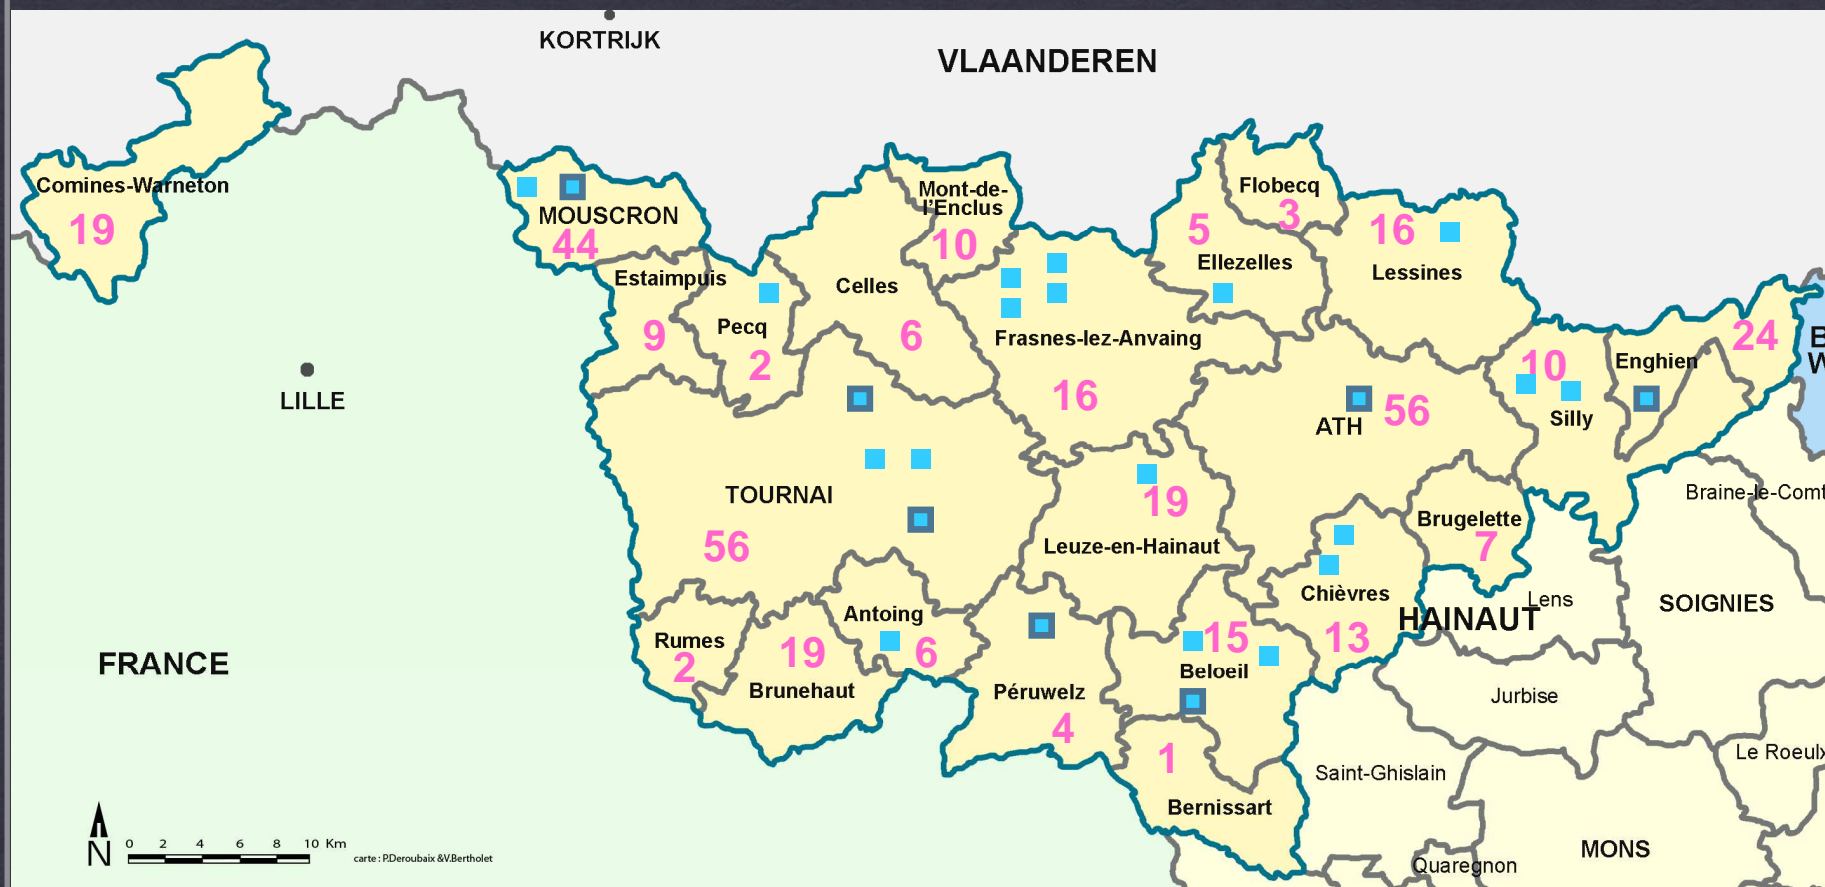 KORTRIJK
VLAANDEREN
Comines-Warneton
19
MOUSCRON
44
Mont-de-
l'Enclus
10
Flobecq
3
5
Ellezelles
16
Lessines
Estaimpuis
9
Pecq
2
Celles
6
Frasnes-lez-Anvaing
16
10
Silly
Enghien
24
B
W
LILLE
ATH
56
TOURNAI
56
19
Leuze-en-Hainaut
Brugelette
7
Braine-le-Comt
Chièvres
13
HAINAUT
Lens
SOIGNIES
FRANCE
Rumes
2
19
Brunehaut
Antoing
6
Péruwelz
4
15
Beloeil
Jurbise
1
Bernissart
Saint-Ghislain
Le Roeulx
MONS
Quaregnon
N
0 2 4 6 8 10 Km
carte : P.Deroubaix &V.Bertholet